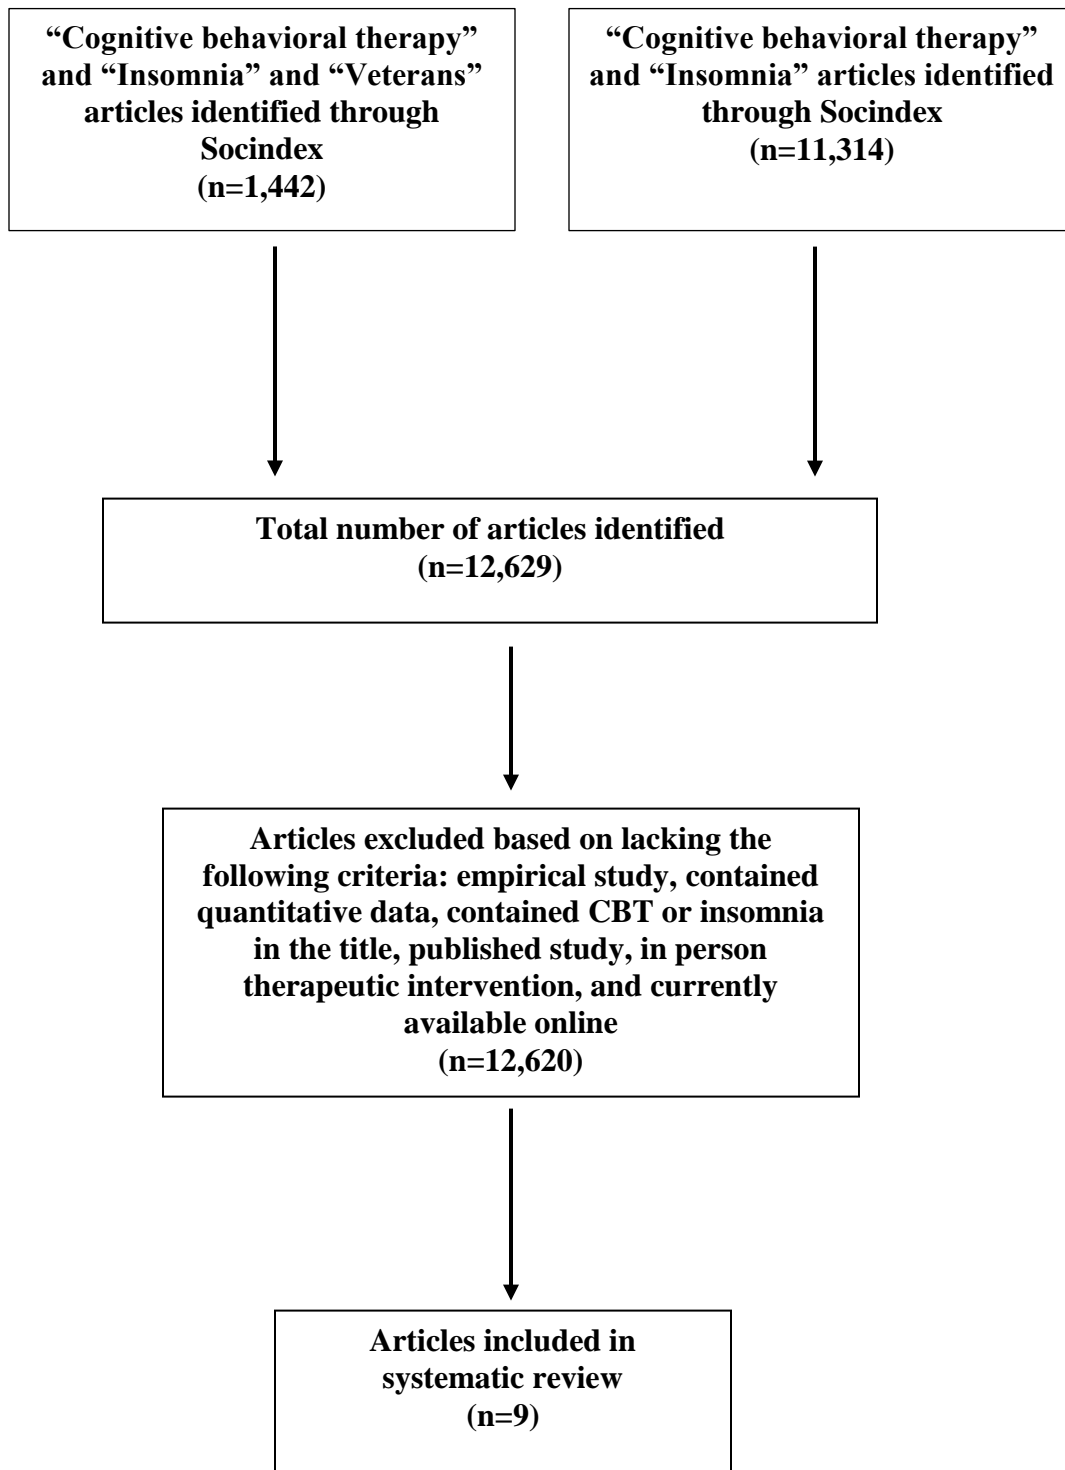 “Cognitive behavioral therapy”
and “Insomnia” and “Veterans”
articles identified through
Socindex
(n=1,442)
“Cognitive behavioral therapy”
and “Insomnia” articles identified
through Socindex
(n=11,314)
Total number of articles identified
(n=12,629)
Articles excluded based on lacking the
following criteria: empirical study, contained
quantitative data, contained CBT or insomnia
in the title, published study, in person
therapeutic intervention, and currently
available online
(n=12,620)
Articles included in
systematic review
(n=9)